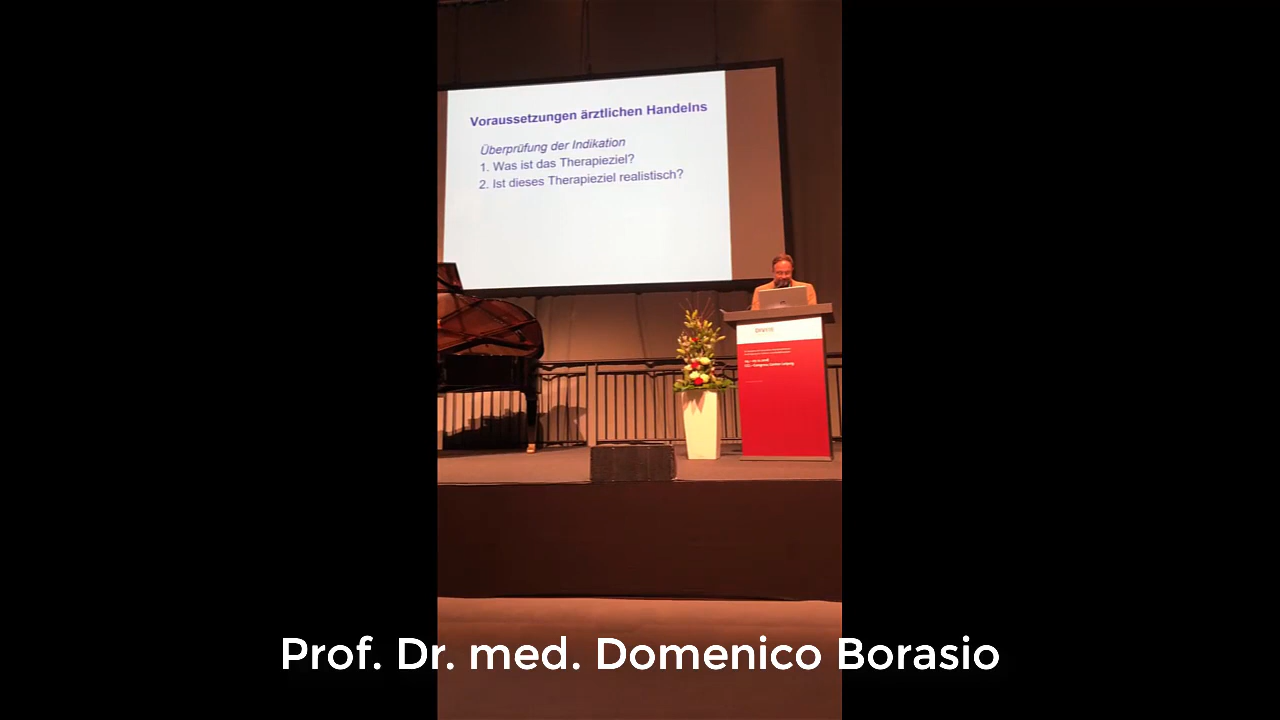 Voraussetzungen ärztlichen Handelns
Überprüfung der Indikation
1. Was ist das Therapieziel?
2. Ist dieses Therapieziel realistisch?
Prof. Dr. med. Domenico Borasio